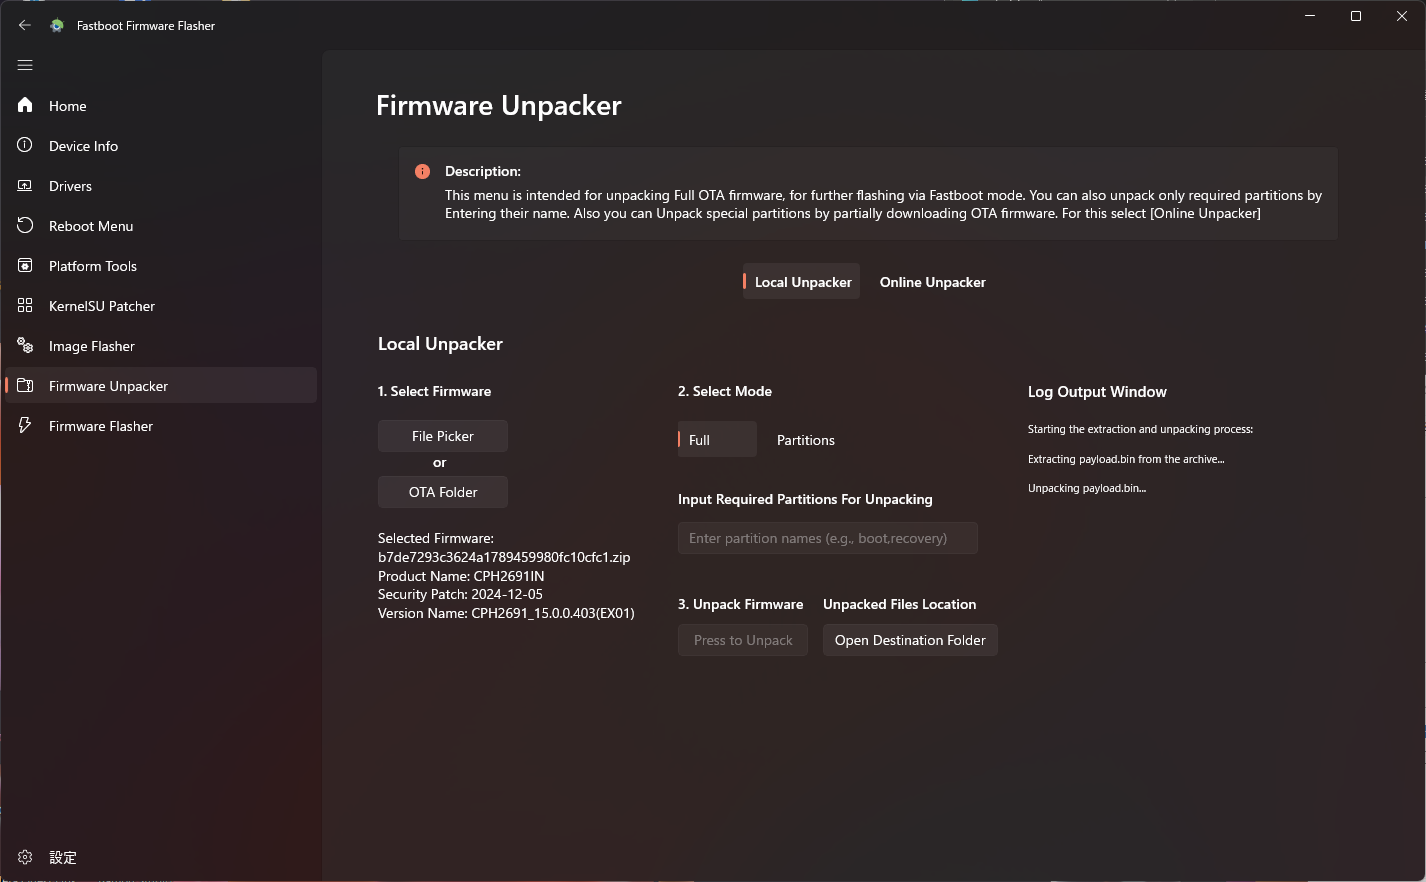 Fastboot Firmware Flasher
Home
Device Info
Drivers
Reboot Menu
Platform Tools
KernelSU Patcher
Image Flasher
Firmware Unpacker
Firmware Flasher
設定
Firmware Unpacker
Description:
This menu is intended for unpacking Full OTA firmware, for further flashing via Fastboot mode. You can also unpack only required partitions by
Entering their name. Also you can Unpack special partitions by partially downloading OTA firmware. For this select [Online Unpacker]
Local Unpacker
Online Unpacker
Local Unpacker
1. Select Firmware
File Picker
or
OTA Folder
Selected Firmware:
b7de7293c3624a1789459980fc10cfc1.zip
Product Name: CPH2691IN
Security Patch: 2024-12-05
Version Name: CPH2691_15.0.0.403(EX01)
2. Select Mode
Full
Partitions
Input Required Partitions For Unpacking
Enter partition names (e.g., boot,recovery)
3. Unpack Firmware
Press to Unpack
Unpacked Files Location
Open Destination Folder
Log Output Window
Starting the extraction and unpacking process:
Extracting payload.bin from the archive...
Unpacking payload.bin...